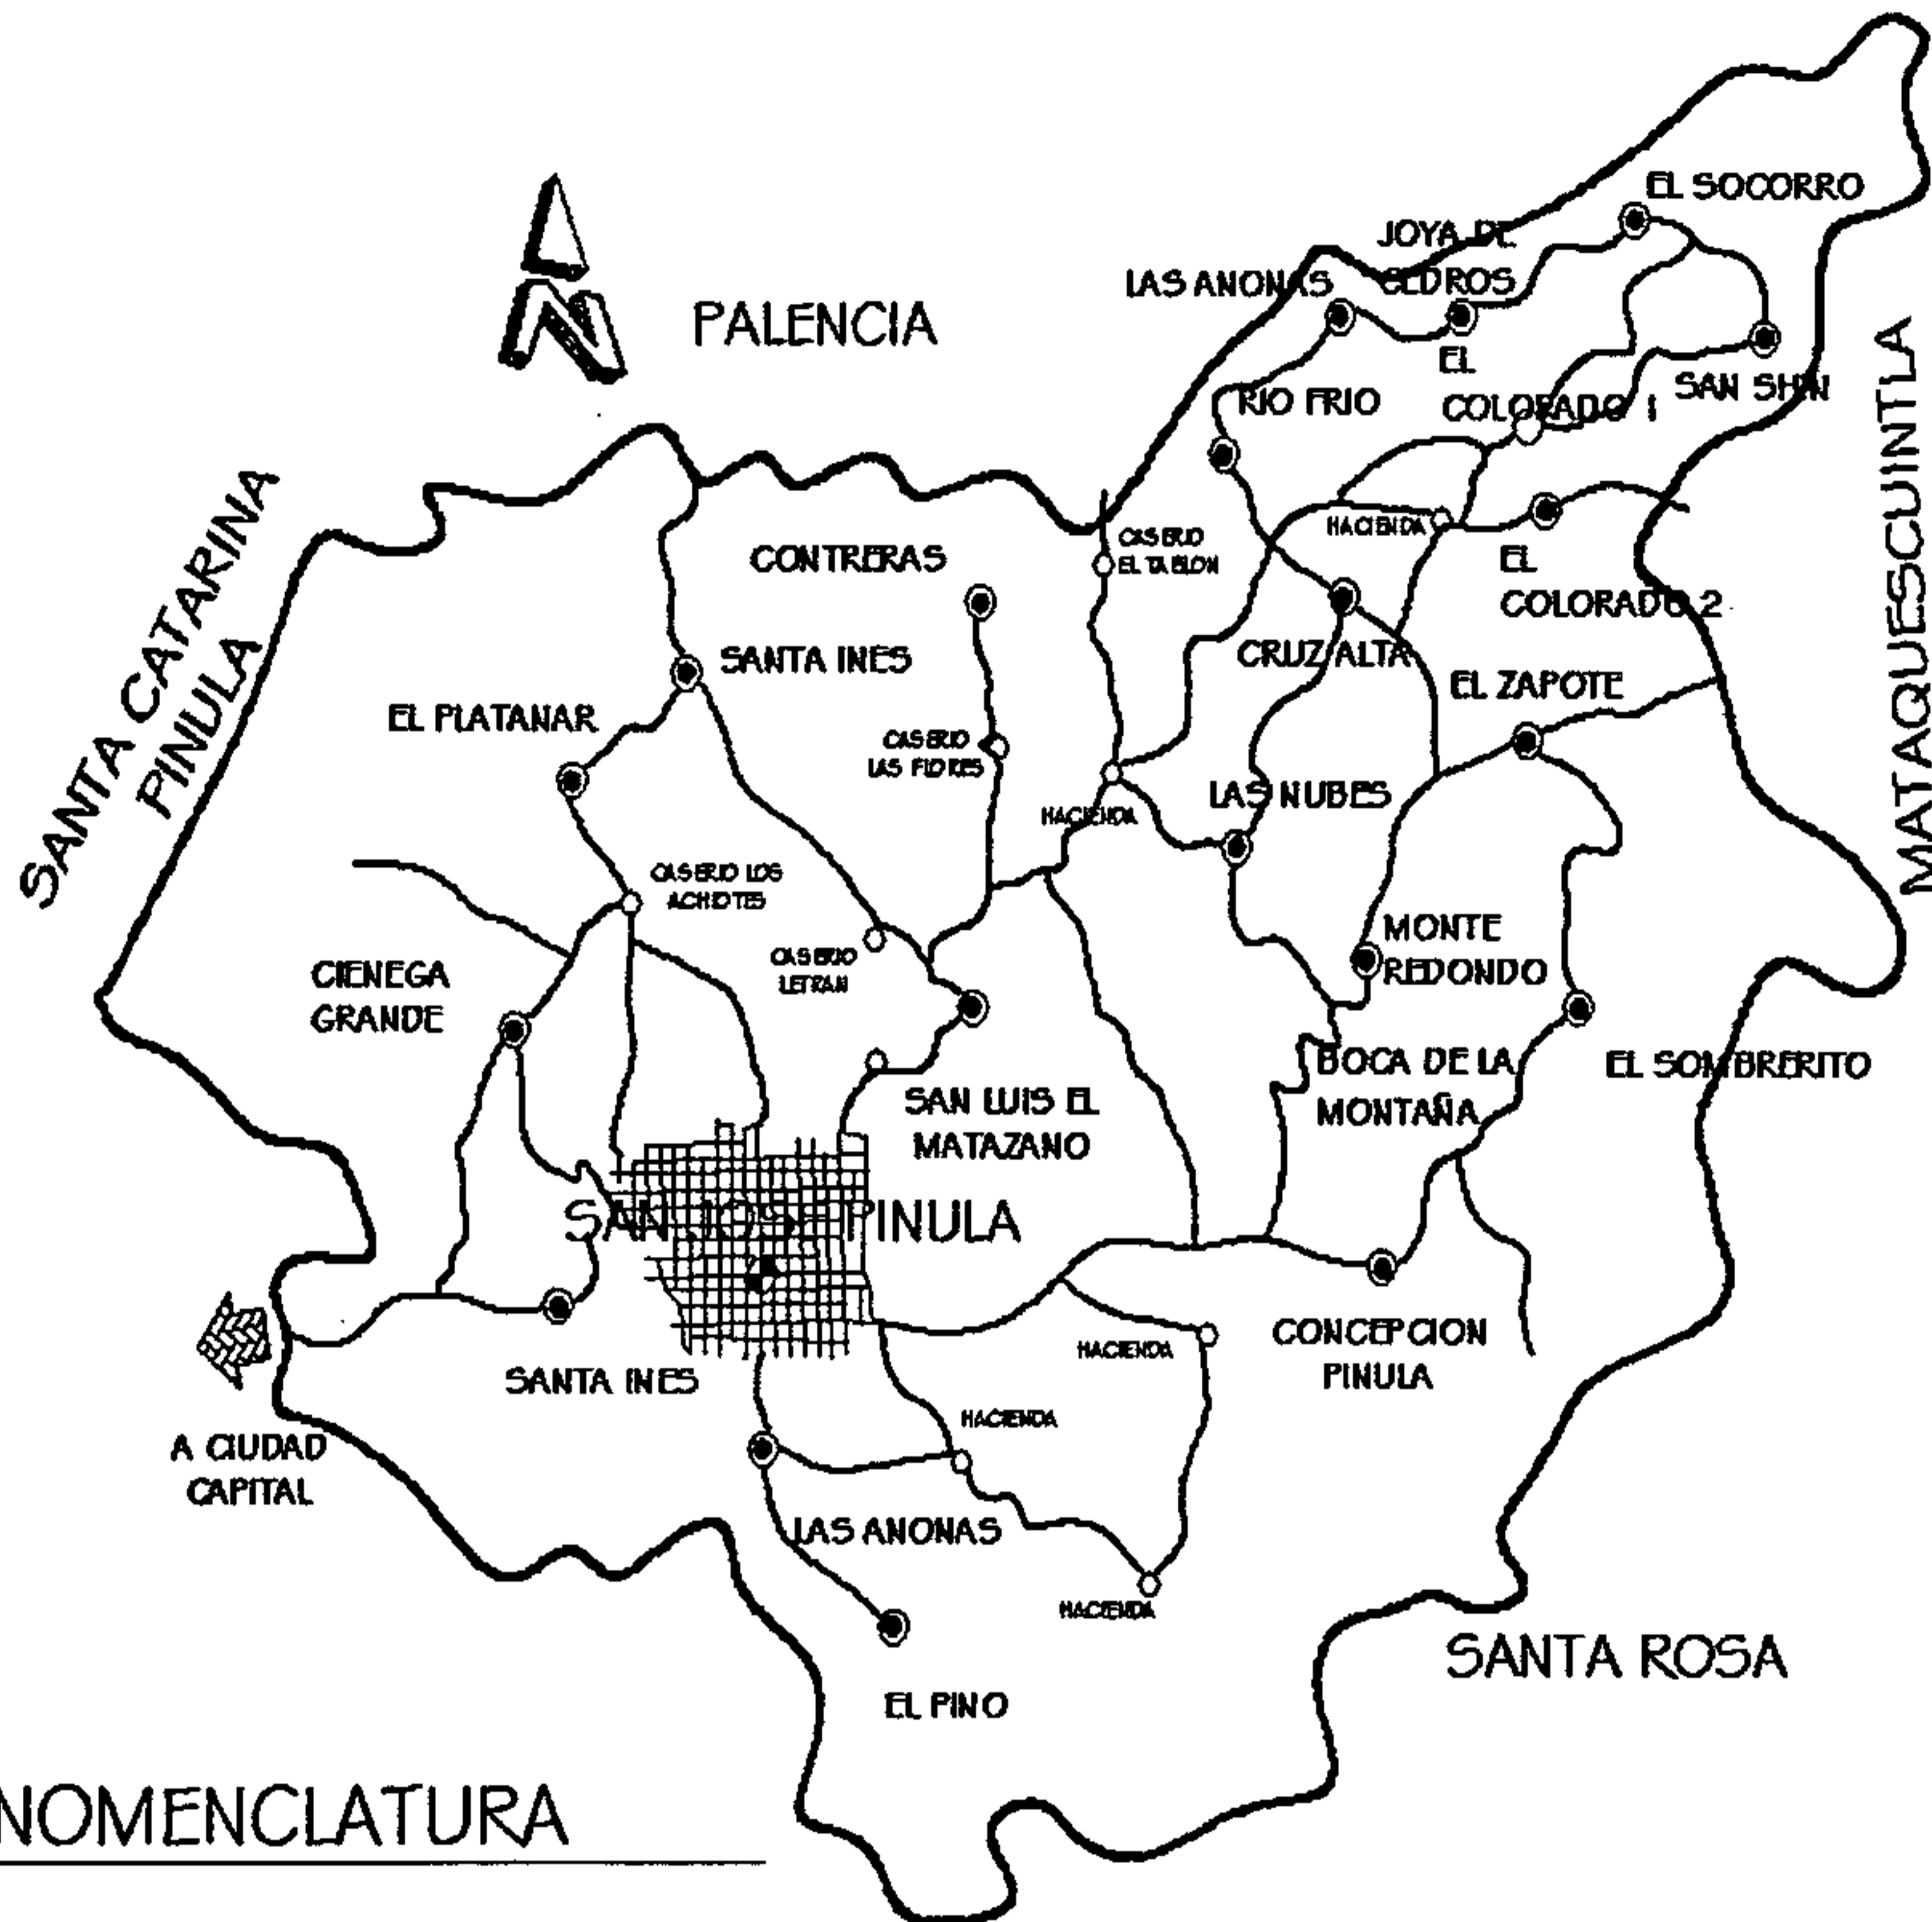 EL SOCORRO
JOYA DE
CEDROS
LAS ANONAS
PALENCIA
EL
COLORADO 1
SAN SHIN
RIO FRIO
MATAQUESCUINTLA
SANTA CATARINA
PINULA
HACIENDA
CASERIO
EL TABLON
CONTRERAS
EL
COLORADO 2
CRUZ ALTA
SANTA INES
EL ZAPOTE
EL PLATANAR
CASERIO
LAS FLORES
LAS NUBES
HACIENDA
CASERIO LOS
ACHIOTES
MONTE
REDONDO
CASERIO
LETRAN
CIENEGA
GRANDE
BOCA DE LA
MONTAÑA
EL SOMBRERITO
SAN LUIS EL
MATAZANO
SAN JOSE PINULA
CONCEPCION
PINULA
HACIENDA
SANTA INES
HACIENDA
A CIUDAD
CAPITAL
LAS ANONAS
HACIENDA
SANTA ROSA
EL PINO
NOMENCLATURA